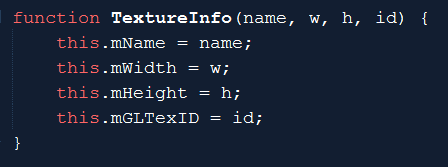 function TextureInfo(name, w, h, id) {
    this.mName = name;
    this.mWidth = w;
    this.mHeight = h;
    this.mGLTexID = id;
}